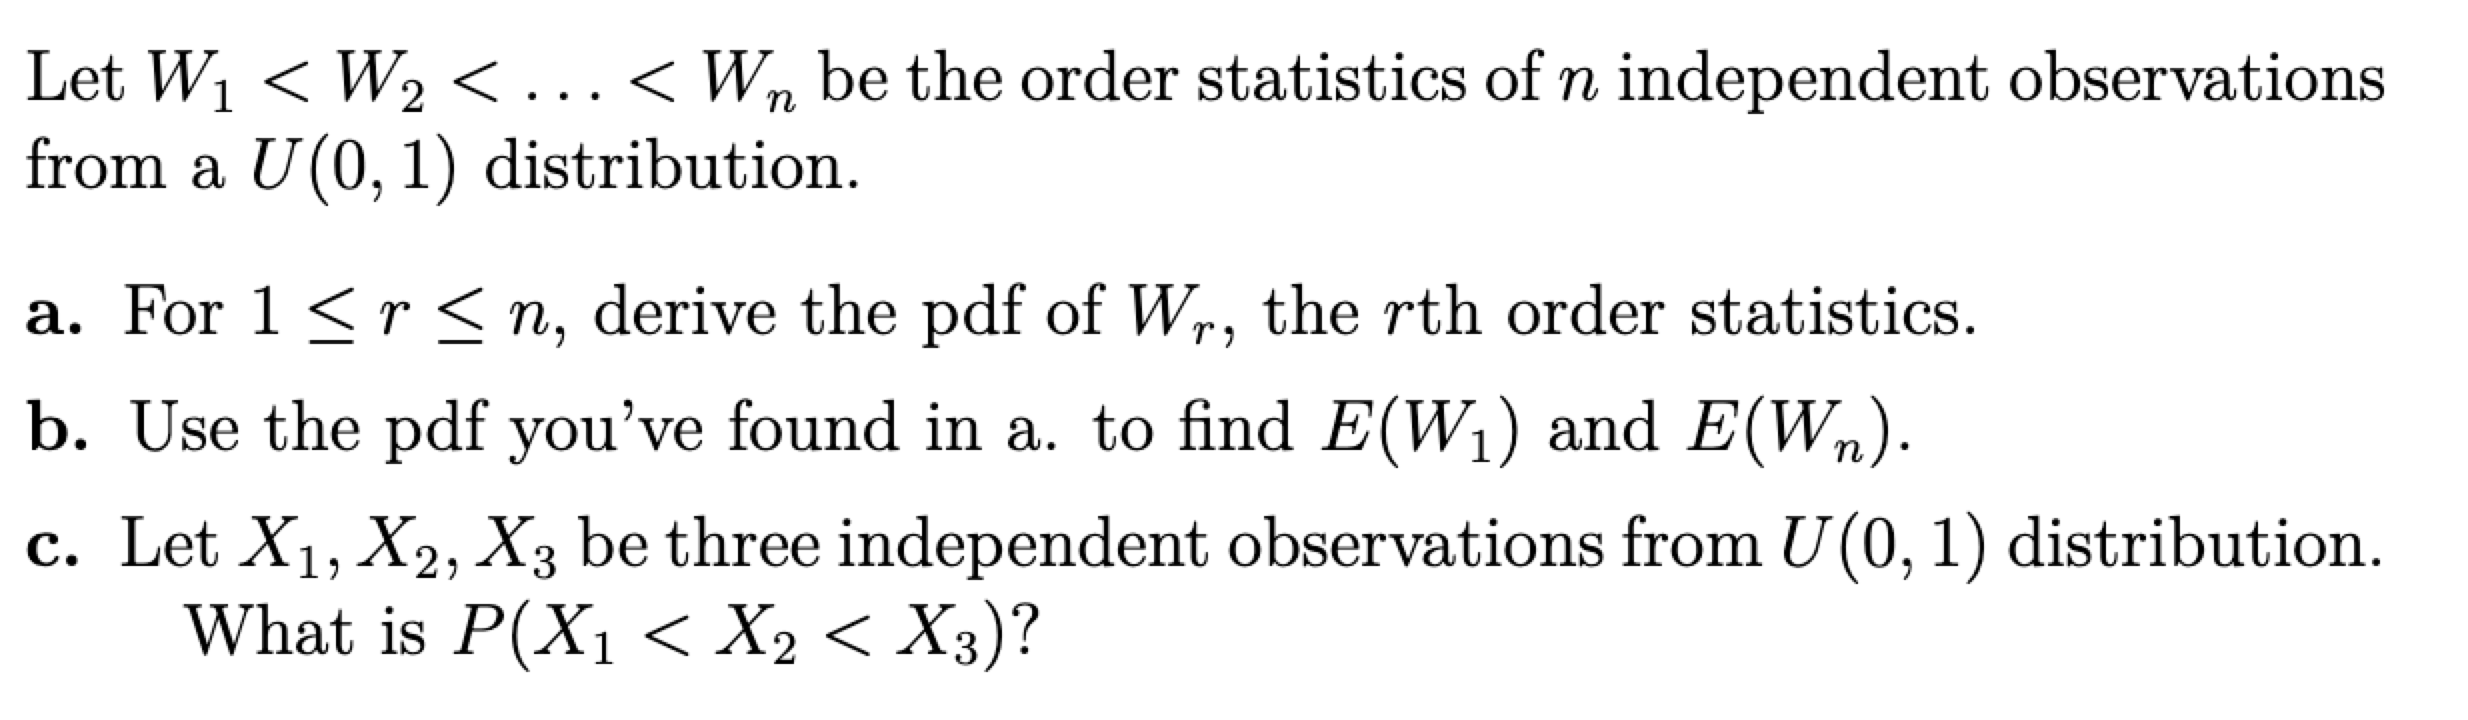 Let W₁ < W₂ < ... < Wₙ be the order statistics of n independent observations
from a U(0, 1) distribution.
a. For 1 ≤ r ≤ n, derive the pdf of Wᵣ, the rth order statistics.
b. Use the pdf you've found in a. to find E(W₁) and E(Wₙ).
c. Let X₁, X₂, X₃ be three independent observations from U(0, 1) distribution.
What is P(X₁ < X₂ < X₃)?